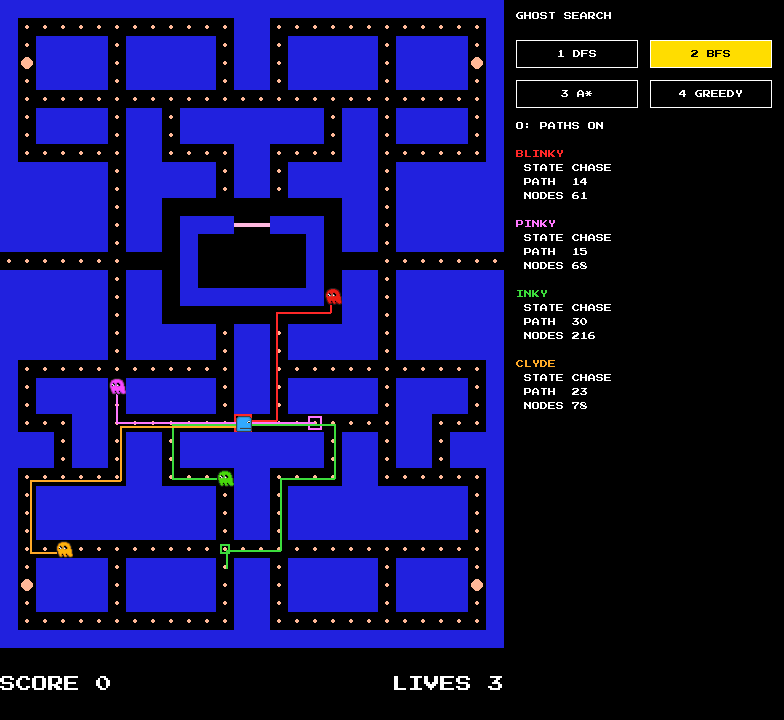 GHOST SEARCH
1 DFS
2 BFS
3 A*
4 GREEDY
O: PATHS ON
BLINKY
STATE CHASE
PATH 14
NODES 61
PINKY
STATE CHASE
PATH 15
NODES 68
INKY
STATE CHASE
PATH 30
NODES 216
CLYDE
STATE CHASE
PATH 23
NODES 78
SCORE 0
LIVES 3